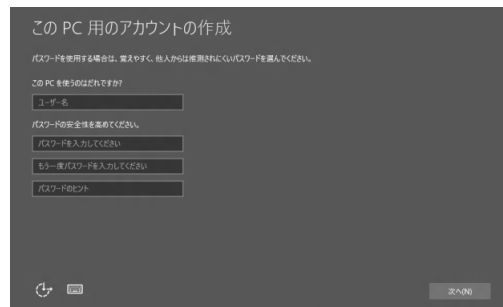 この PC 用のアカウントの作成
パスワードを使用する場合は、覚えやすく、他人からは推測されにくいパスワードを選んでください。
この PC を使うのはだれですか?
ユーザー名
パスワードの安全性を高めてください。
パスワードを入力してください
もう一度パスワードを入力してください
パスワードのヒント
次へ(N)